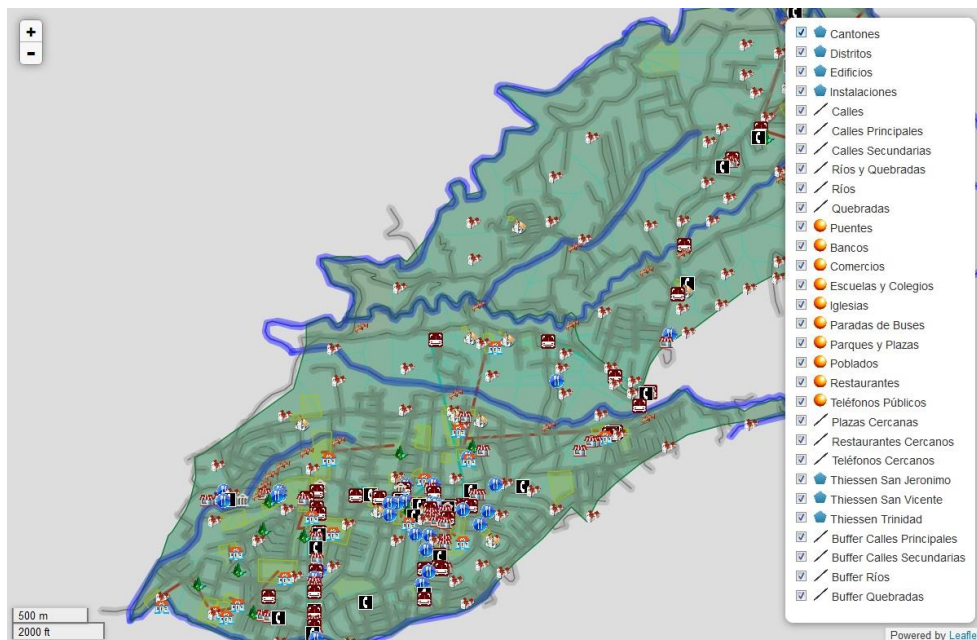 +
-
Cantones
Distritos
Edificios
Instalaciones
Calles
Calles Principales
Calles Secundarias
Ríos y Quebradas
Ríos
Quebradas
Puentes
Bancos
Comercios
Escuelas y Colegios
Iglesias
Paradas de Buses
Parques y Plazas
Poblados
Restaurantes
Teléfonos Públicos
Plazas Cercanas
Restaurantes Cercanos
Teléfonos Cercanos
Thiessen San Jeronimo
Thiessen San Vicente
Thiessen Trinidad
Buffer Calles Principales
Buffer Calles Secundarias
Buffer Ríos
Buffer Quebradas
500 m
2000 ft
Powered by Leafle